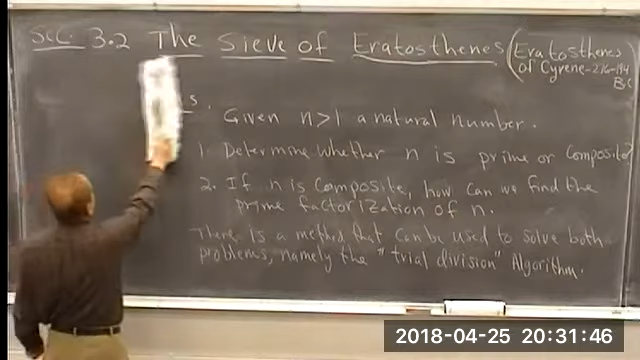 Sec. 3.2 The Sieve of Eratosthenes (Eratosthenes
of Cyrene-276-194
B.C
s.
Given n>1 a natural number.
1. Determine whether n is prime or Composite?
2. If n is Composite, how can we find the
prime factorization of n.
There is a method that can be used to solve both
problems, namely the "trial division" Algorithm.
2018-04-25 20:31:46